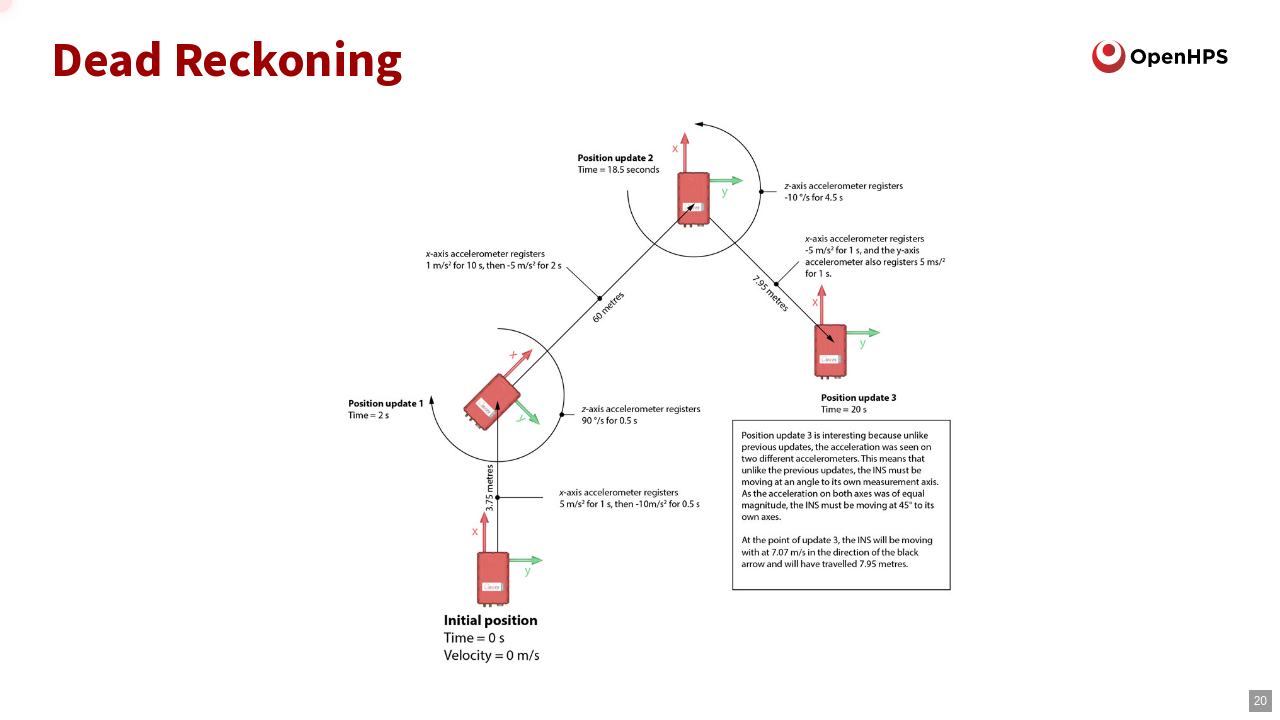 Dead Reckoning
OpenHPS
Position update 2
Time = 18.5 seconds
x
y
z-axis accelerometer registers
-10 °/s for 4.5 s
x-axis accelerometer registers
-5 m/s² for 1 s, and the y-axis
accelerometer also registers 5 ms/²
for 1 s.
x-axis accelerometer registers
1 m/s² for 10 s, then -5 m/s² for 2 s
60 metres
7.95 metres
x
y
Position update 3
Time = 20 s
x
y
Position update 1
Time = 2 s
z-axis accelerometer registers
90 °/s for 0.5 s
Position update 3 is interesting because unlike
previous updates, the acceleration was seen on
two different accelerometers. This means that
unlike the previous updates, the INS must be
moving at an angle to its own measurement axis.
As the acceleration on both axes was of equal
magnitude, the INS must be moving at 45° to its
own axes.
At the point of update 3, the INS will be moving
with at 7.07 m/s in the direction of the black
arrow and will have travelled 7.95 metres.
3.75 metres
x-axis accelerometer registers
5 m/s² for 1 s, then -10m/s² for 0.5 s
x
y
Initial position
Time = 0 s
Velocity = 0 m/s
20